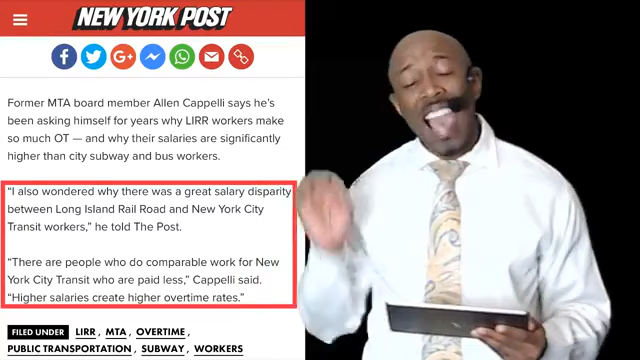 NEW YORK POST
Former MTA board member Allen Cappelli says he's
been asking himself for years why LIRR workers make
so much OT — and why their salaries are significantly
higher than city subway and bus workers.
"I also wondered why there was a great salary disparity
between Long Island Rail Road and New York City
Transit workers," he told The Post.
"There are people who do comparable work for New
York City Transit who are paid less," Cappelli said.
"Higher salaries create higher overtime rates."
FILED UNDER LIRR, MTA, OVERTIME,
PUBLIC TRANSPORTATION, SUBWAY, WORKERS